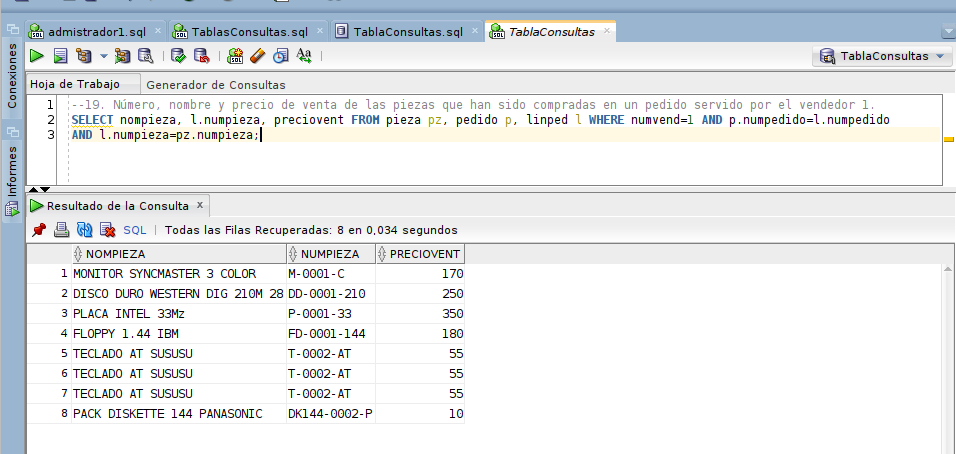 admistrador1.sql TablasConsultas.sql TablaConsultas.sql TablaConsultas
SQL Aa TablaConsultas
Conexiones
Informes
Hoja de Trabajo Generador de Consultas
1 --19. Número, nombre y precio de venta de las piezas que han sido compradas en un pedido servido por el vendedor 1.
2 SELECT nompieza, l.numpieza, preciovent FROM pieza pz, pedido p, linped l WHERE numvend=1 AND p.numpedido=l.numpedido
3 AND l.numpieza=pz.numpieza;
Resultado de la Consulta x
SQL | Todas las Filas Recuperadas: 8 en 0,034 segundos
NOMPIEZA NUMPIEZA PRECIOVENT
1 MONITOR SYNCMASTER 3 COLOR M-0001-C 170
2 DISCO DURO WESTERN DIG 210M 28 DD-0001-210 250
3 PLACA INTEL 33Mz P-0001-33 350
4 FLOPPY 1.44 IBM FD-0001-144 180
5 TECLADO AT SUSUSU T-0002-AT 55
6 TECLADO AT SUSUSU T-0002-AT 55
7 TECLADO AT SUSUSU T-0002-AT 55
8 PACK DISKETTE 144 PANASONIC DK144-0002-P 10